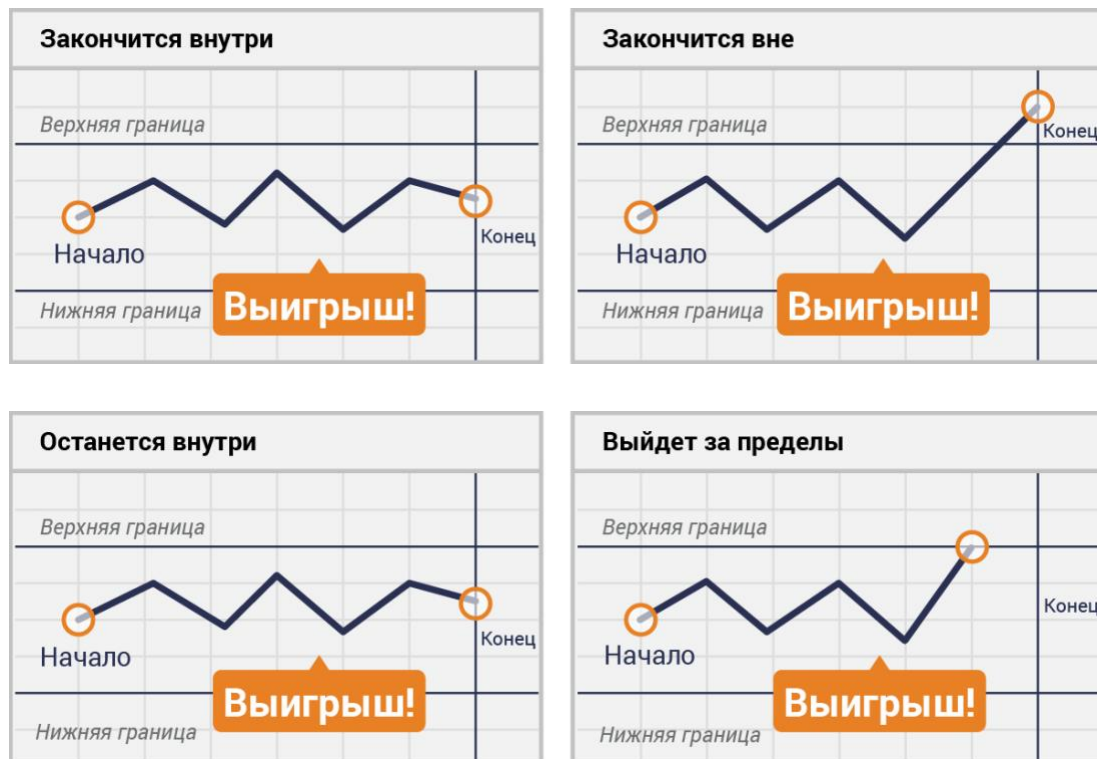 Закончится внутри
Верхняя граница
Начало
Конец
Нижняя граница
Выигрыш!
Закончится вне
Верхняя граница
Конец
Начало
Нижняя граница
Выигрыш!
Останется внутри
Верхняя граница
Начало
Конец
Выигрыш!
Нижняя граница
Выйдет за пределы
Верхняя граница
Конец
Начало
Выигрыш!
Нижняя граница